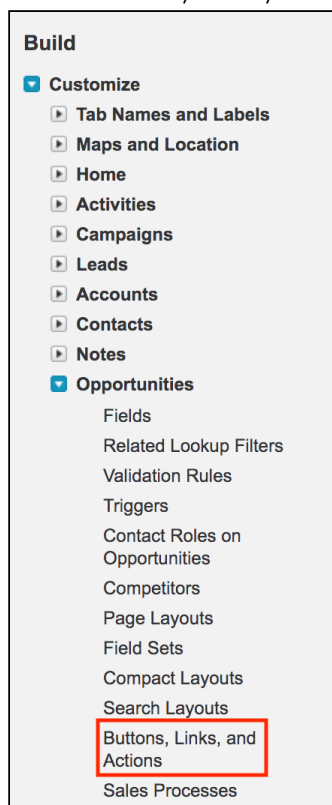 Build
Customize
Tab Names and Labels
Maps and Location
Home
Activities
Campaigns
Leads
Accounts
Contacts
Notes
Opportunities
Fields
Related Lookup Filters
Validation Rules
Triggers
Contact Roles on
Opportunities
Competitors
Page Layouts
Field Sets
Compact Layouts
Search Layouts
Buttons, Links, and
Actions
Sales Processes